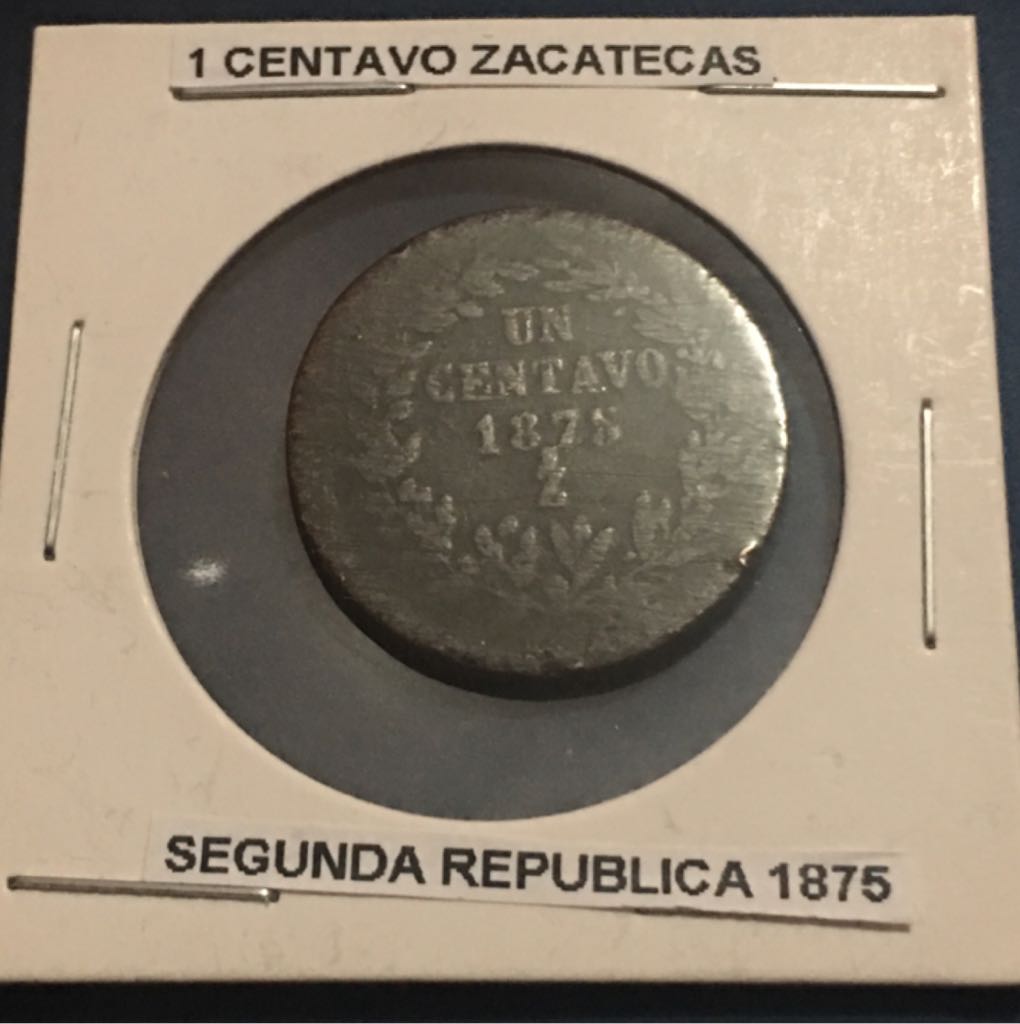 1 CENTAVO ZACATECAS
UN
CENTAVO
1875
Z
SEGUNDA REPUBLICA 1875